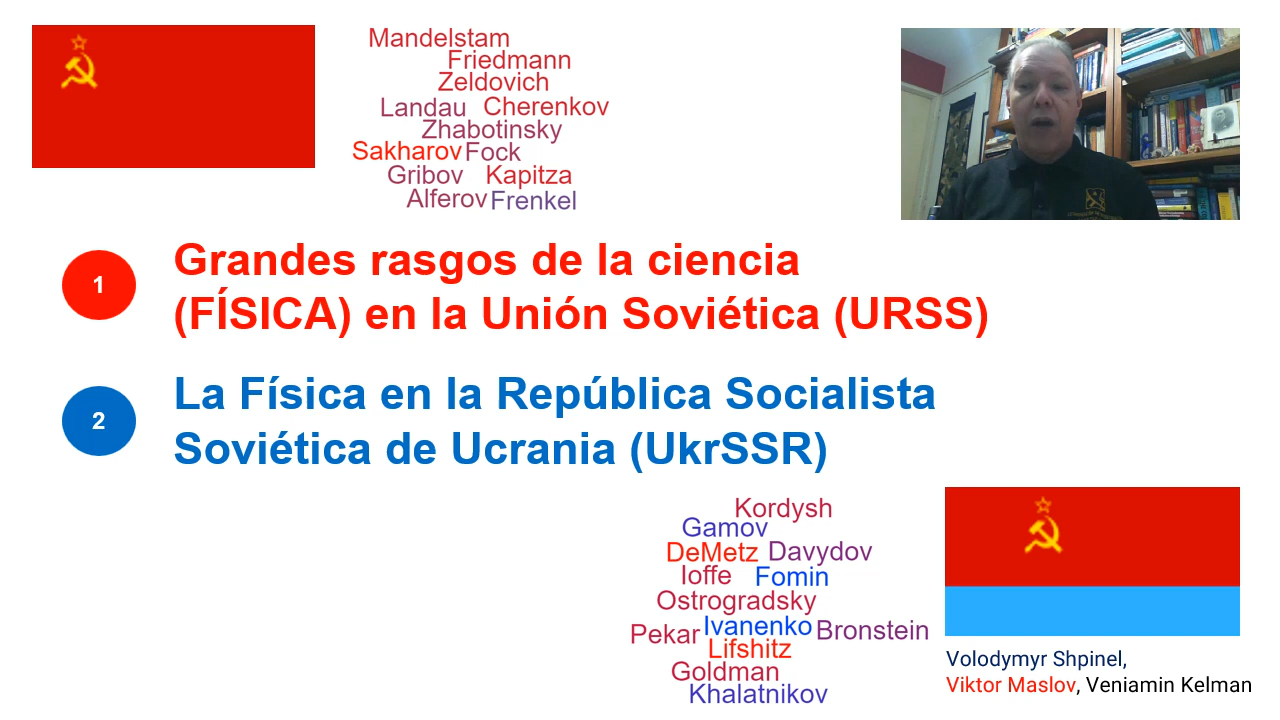 Mandelstam
Friedmann
Zeldovich
Landau Cherenkov
Zhabotinsky
Sakharov Fock
Gribov Kapitza
Alferov Frenkel
1
Grandes rasgos de la ciencia
(FÍSICA) en la Unión Soviética (URSS)
2
La Física en la República Socialista
Soviética de Ucrania (UkrSSR)
Kordysh
Gamov
DeMetz Davydov
Ioffe Fomin
Ostrogradsky
Pekar Ivanenko Bronstein
Lifshitz
Goldman
Khalatnikov
Volodymyr Shpinel,
Viktor Maslov, Veniamin Kelman